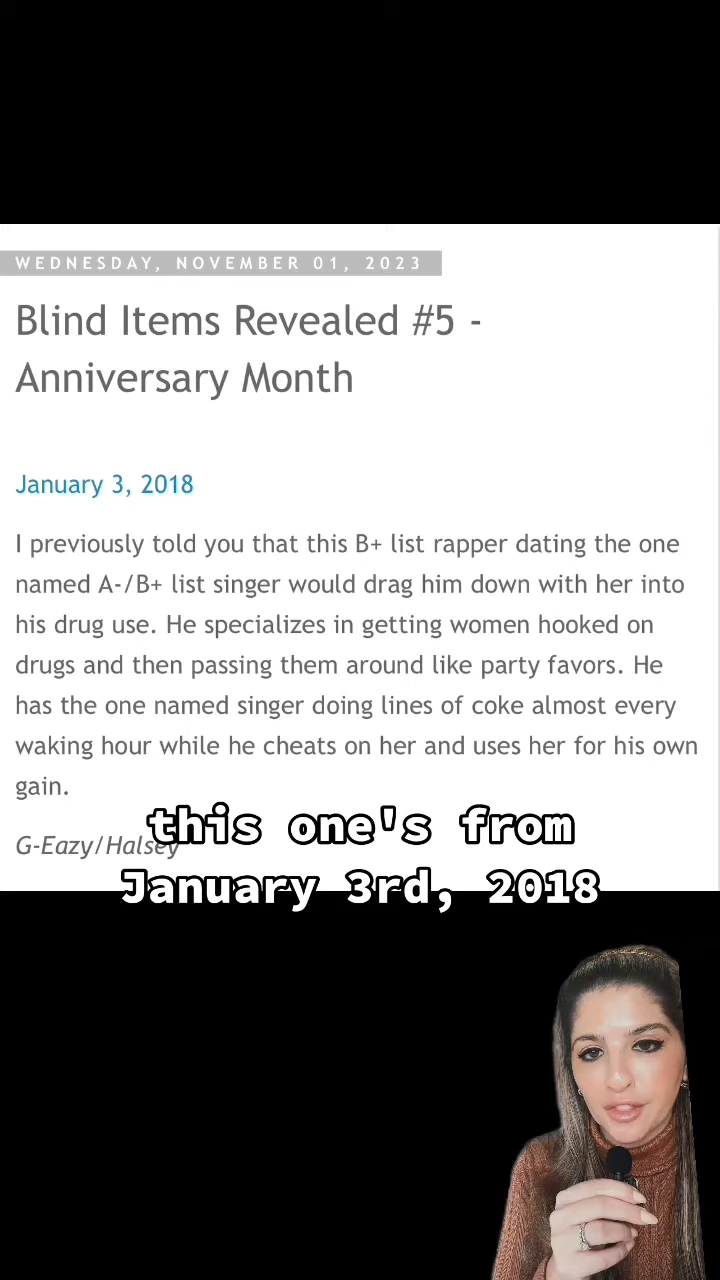 WEDNESDAY, NOVEMBER 01, 2023
Blind Items Revealed #5 -
Anniversary Month
January 3, 2018
I previously told you that this B+ list rapper dating the one
named A-/B+ list singer would drag him down with her into
his drug use. He specializes in getting women hooked on
drugs and then passing them around like party favors. He
has the one named singer doing lines of coke almost every
waking hour while he cheats on her and uses her for his own
gain.
this one's from
G-Eazy/Halsey
January 3rd, 2018